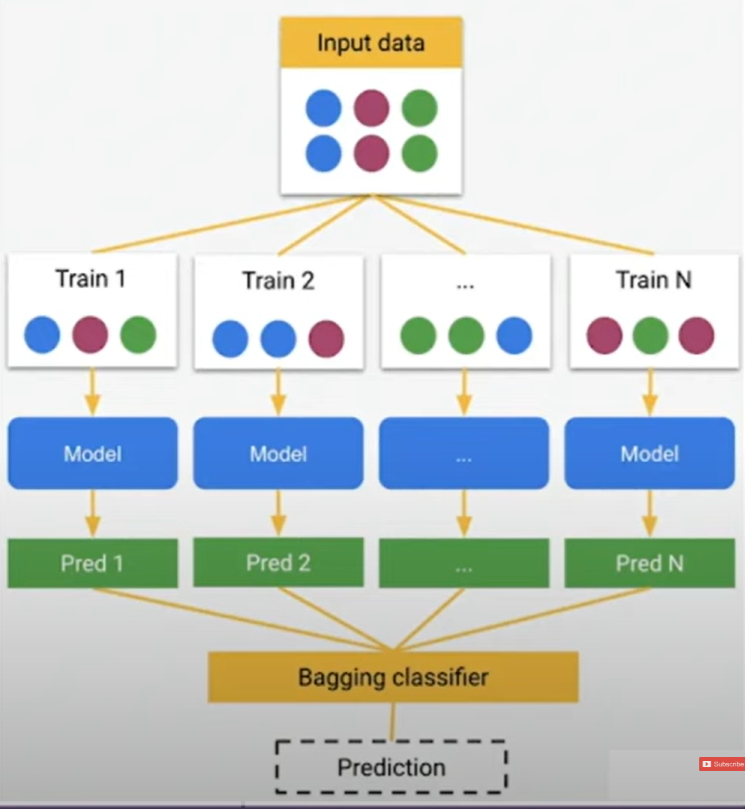 Input data
Train 1
Train 2
...
Train N
Model
Model
...
Model
Pred 1
Pred 2
...
Pred N
Bagging classifier
Prediction
Subscribe